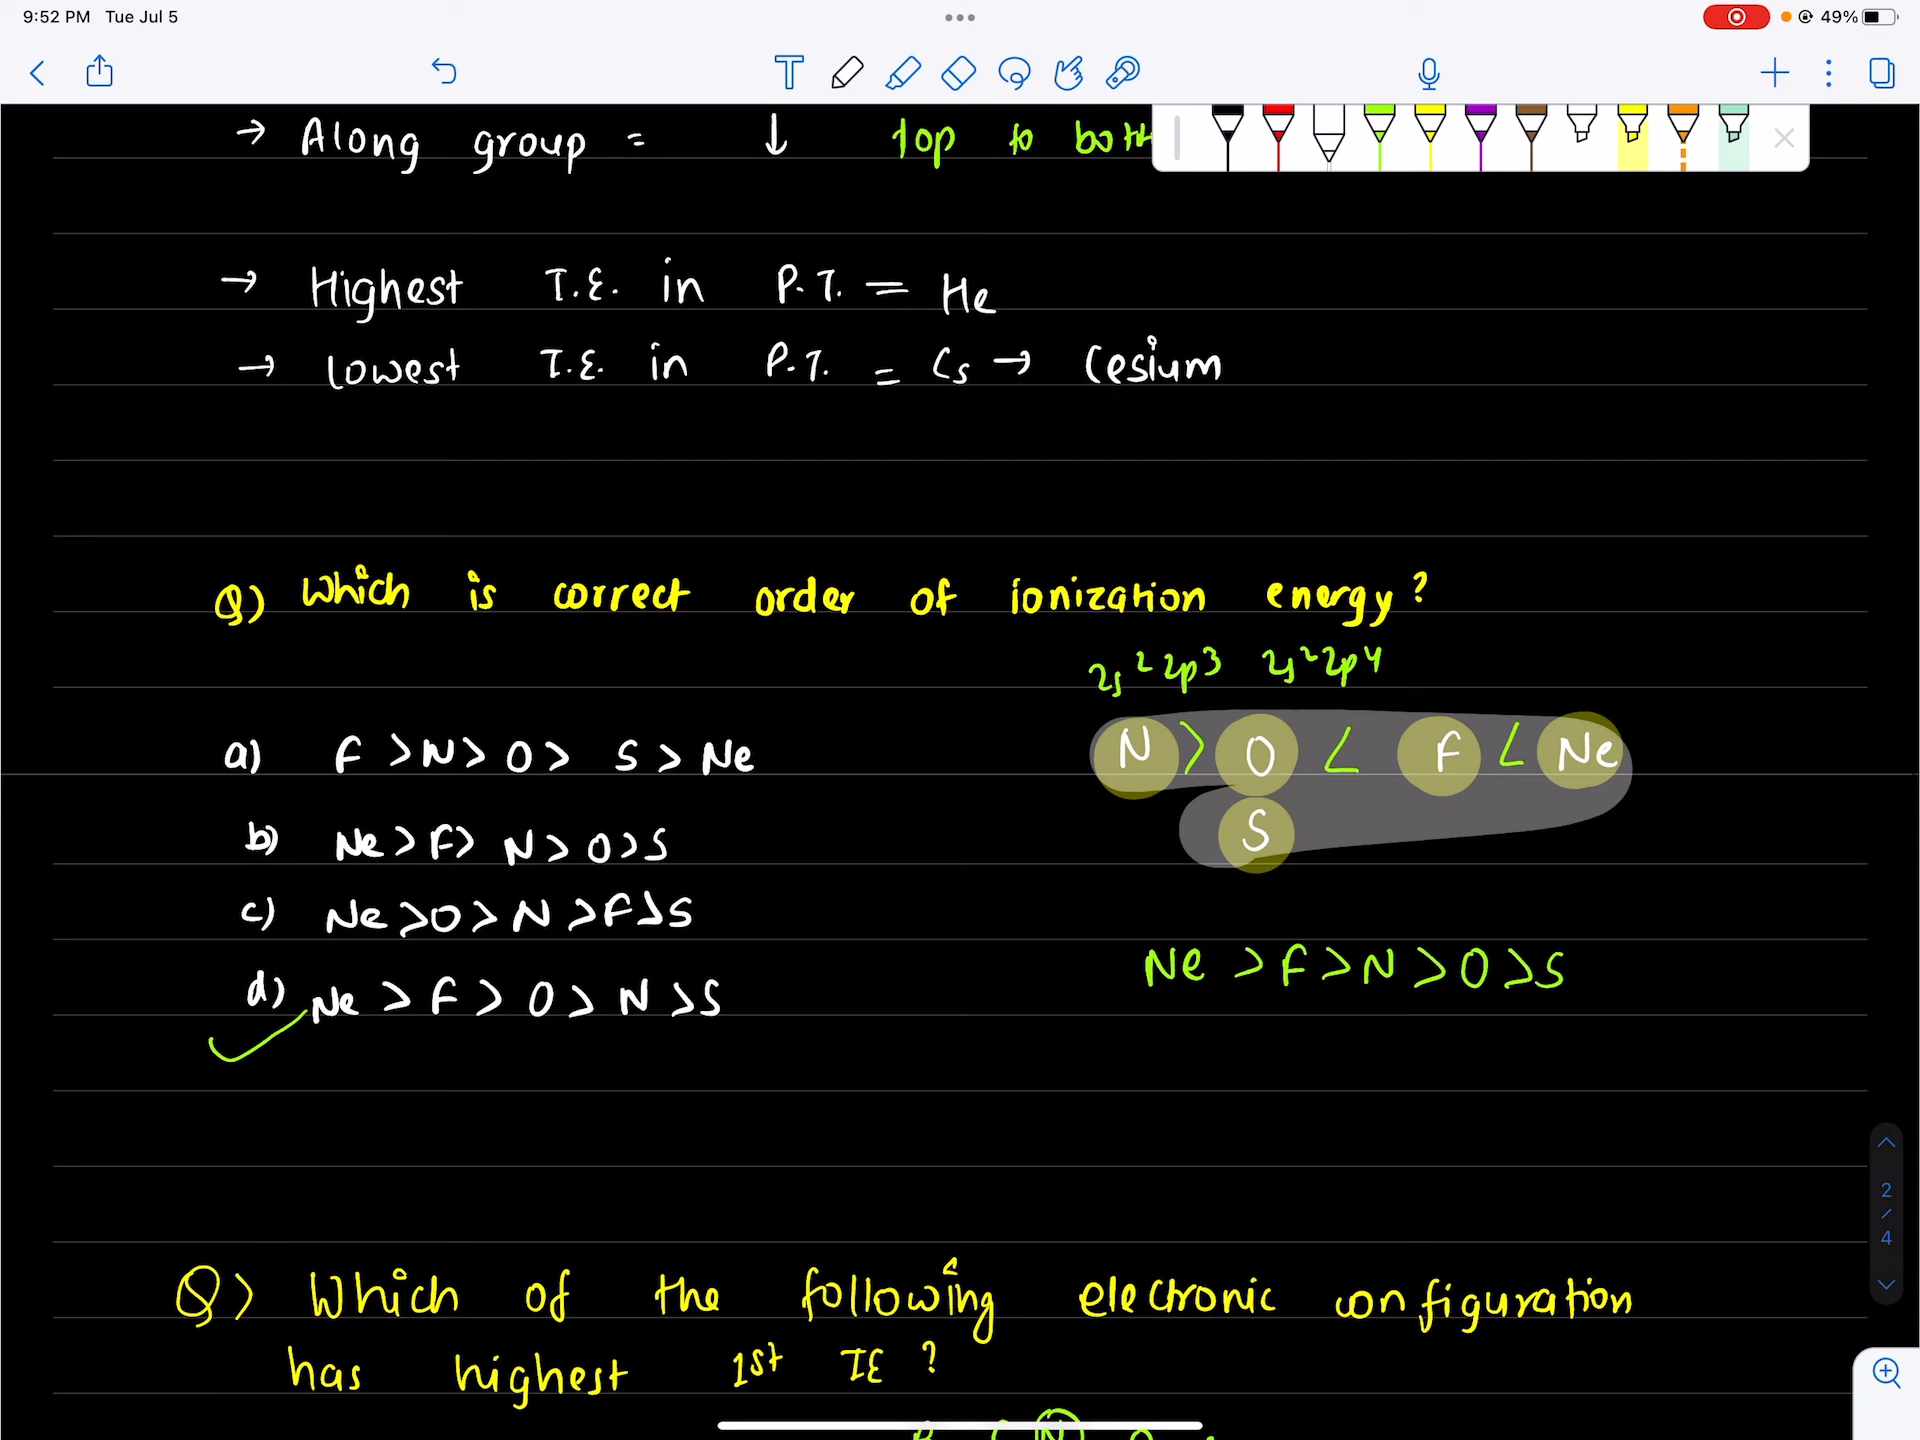 9:52 PM Tue Jul 5
49%
→ Along group = ↓ top to bott
→ Highest I.E. in P.T. = He
→ Lowest I.E. in P.T. = Cs → Cesium
Q) Which is correct order of ionization energy?
2s²2p3 2s²2p4
a) F > N > O > S > Ne
N > O < F < Ne
S
b) Ne > F > N > O > S
c) Ne > O > N > F > S
Ne > F > N > O > S
d) Ne > F > O > N > S
2
/
4
Q) Which of the following electronic configuration
has highest 1st IE ?